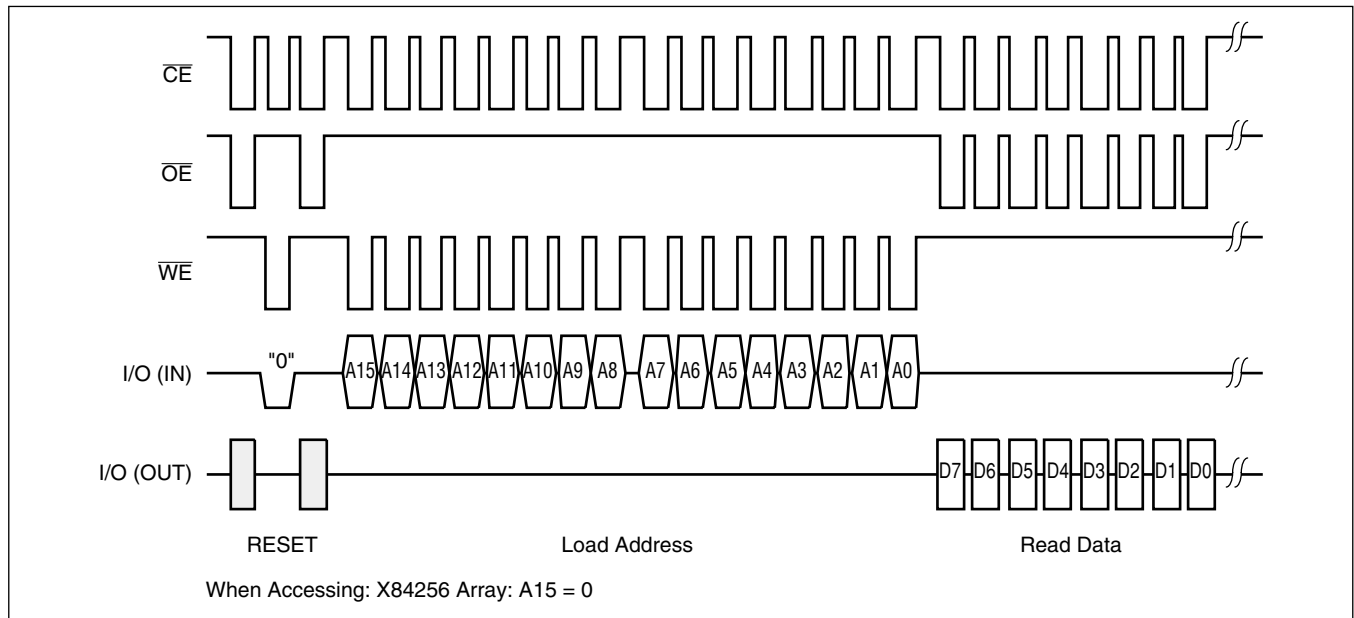 CE
OE
WE
I/O (IN) "0" A15 A14 A13 A12 A11 A10 A9 A8 A7 A6 A5 A4 A3 A2 A1 A0
I/O (OUT) D7 D6 D5 D4 D3 D2 D1 D0
RESET Load Address Read Data
When Accessing: X84256 Array: A15 = 0